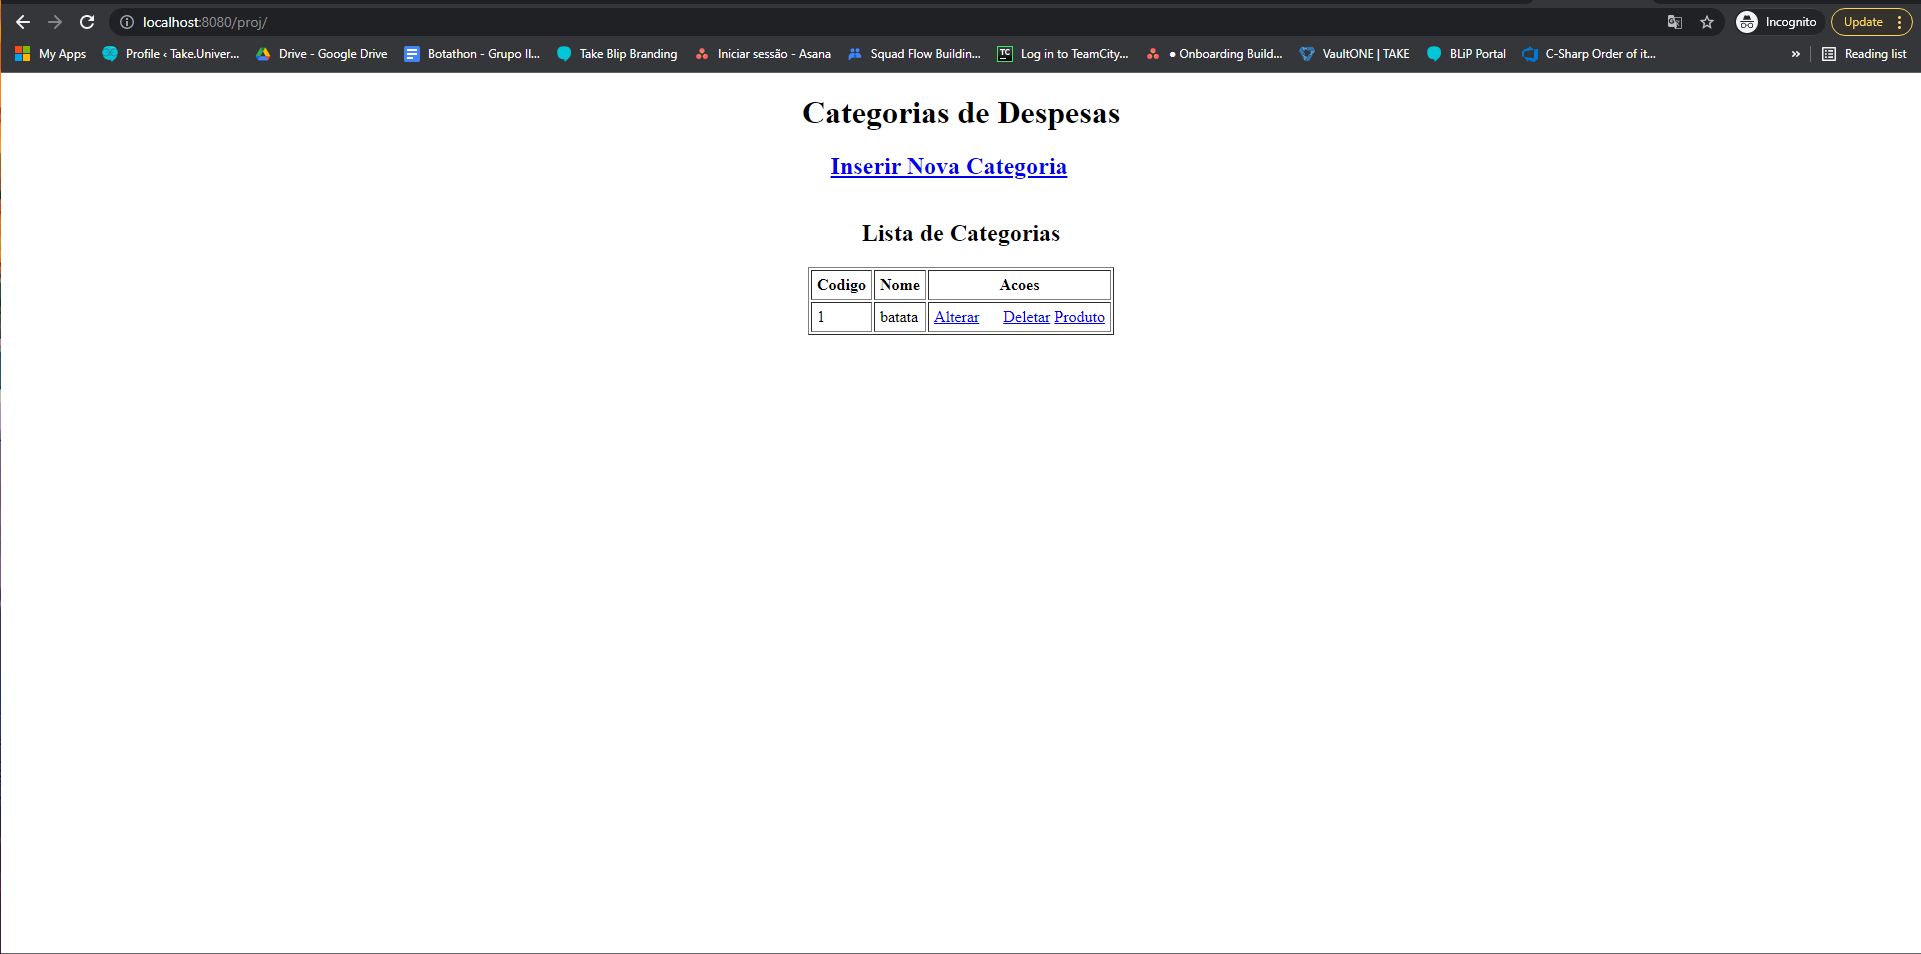 localhost:8080/proj/
Incognito
Update
My Apps
Profile ‹ Take.Univer...
Drive - Google Drive
Botathon - Grupo II...
Take Blip Branding
Iniciar sessão - Asana
Squad Flow Buildin...
TC
Log in to TeamCity...
● Onboarding Build...
VaultONE | TAKE
BLiP Portal
C-Sharp Order of it...
»
Reading list
Categorias de Despesas
Inserir Nova Categoria
Lista de Categorias
Codigo Nome Acoes
1 batata Alterar Deletar Produto